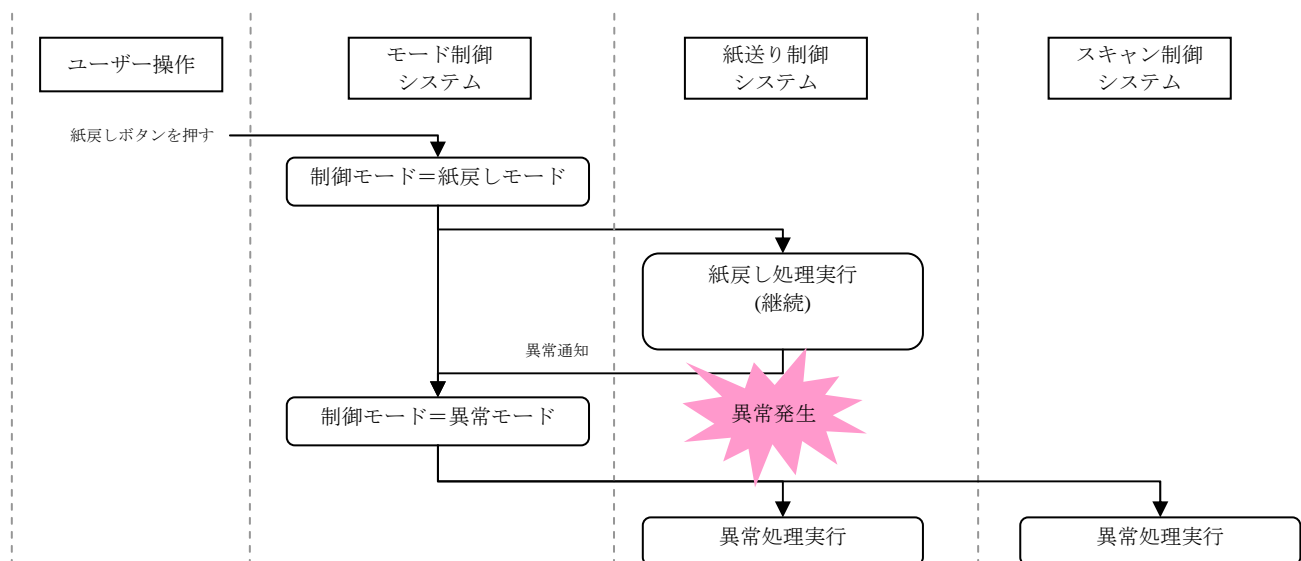 ユーザー操作
モード制御
システム
紙送り制御
システム
スキャン制御
システム
紙戻しボタンを押す
制御モード＝紙戻しモード
紙戻し処理実行
(継続)
異常通知
制御モード＝異常モード
異常発生
異常処理実行
異常処理実行